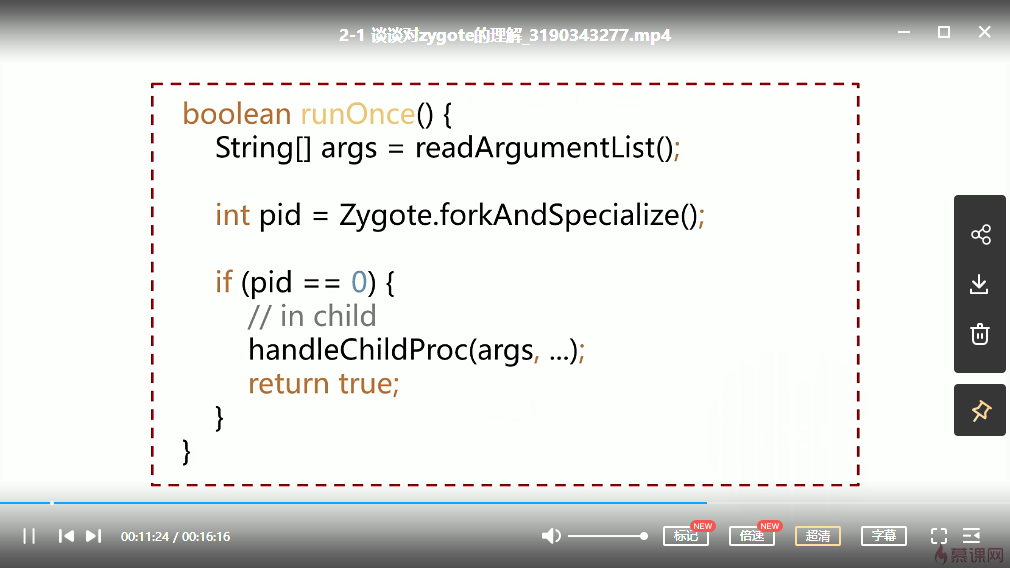 2-1 谈谈对zygote的理解_3190343277.mp4
boolean runOnce() {
String[] args = readArgumentList();
int pid = Zygote.forkAndSpecialize();
if (pid == 0) {
// in child
handleChildProc(args, ...);
return true;
}
}
00:11:24 / 00:16:16
标记
NEW
倍速
NEW
超清
字幕
慕课网